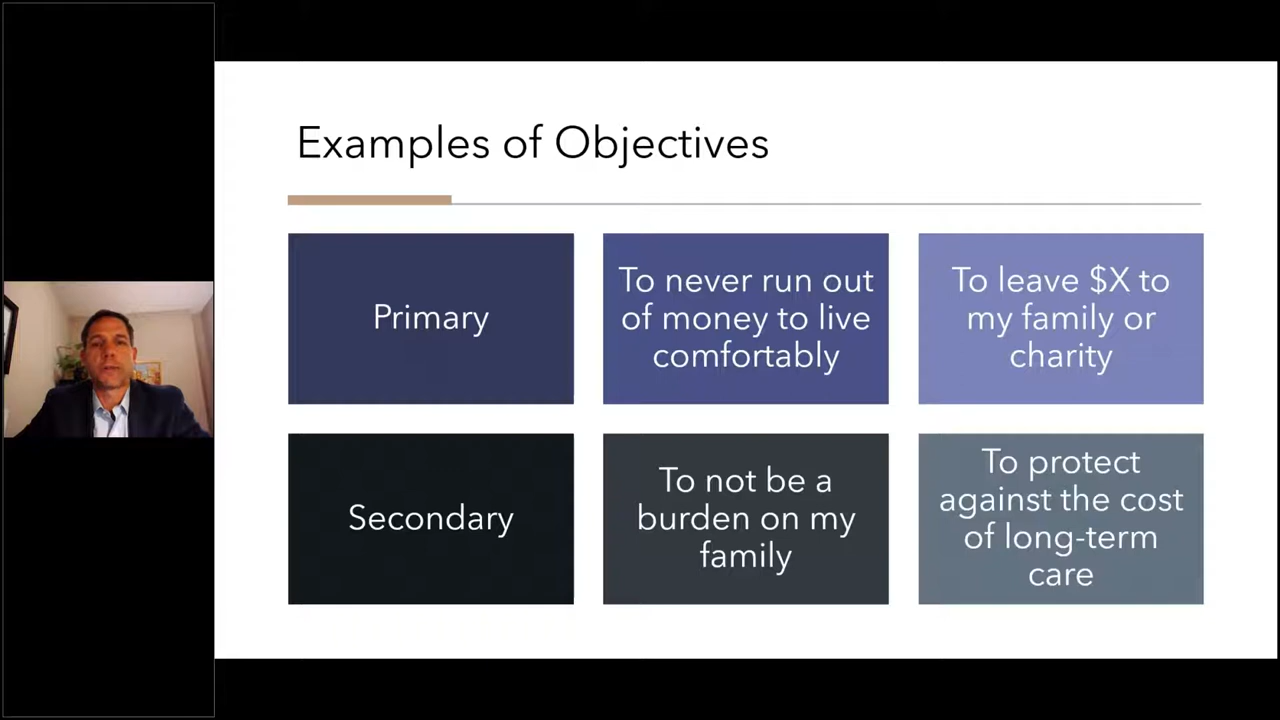 Examples of Objectives
Primary
To never run out
of money to live
comfortably
To leave $X to
my family or
charity
Secondary
To not be a
burden on my
family
To protect
against the cost
of long-term
care